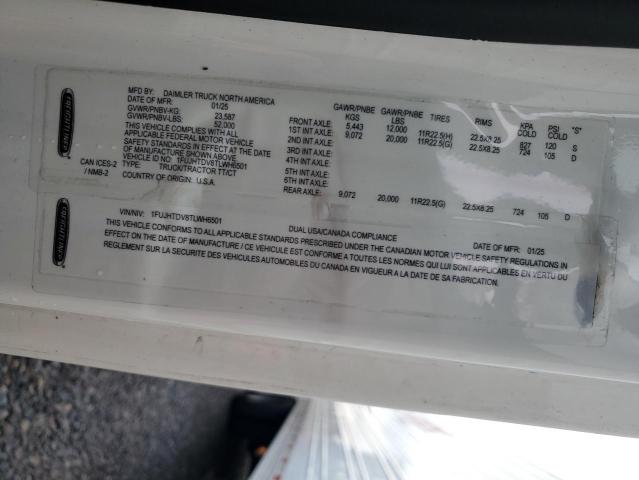 FREIGHTLINER
MFD BY: DAIMLER TRUCK NORTH AMERICA
DATE OF MFR: 01/25
GVWR/PNBV-KG: 23,587
GVWR/PNBV-LBS: 52,000
THIS VEHICLE COMPLIES WITH ALL
APPLICABLE FEDERAL MOTOR VEHICLE
SAFETY STANDARDS IN EFFECT AT THE DATE
OF MANUFACTURE SHOWN ABOVE.
VEHICLE ID NO: 1FUJHTDV8TLWH6501
CAN ICES-2 / NMB-2
TYPE: TRUCK/TRACTOR TT/CT
COUNTRY OF ORIGIN: U.S.A.
GAWR/PNBE KGS GAWR/PNBE LBS TIRES RIMS KPA COLD PSI COLD "S"
FRONT AXLE: 5,443 12,000 11R22.5(H) 22.5X8.25 827 120 S
1ST INT AXLE: 9,072 20,000 11R22.5(G) 22.5X8.25 724 105 D
2ND INT AXLE:
3RD INT AXLE:
4TH INT AXLE:
5TH INT AXLE:
6TH INT AXLE:
REAR AXLE: 9,072 20,000 11R22.5(G) 22.5X8.25 724 105 D
FREIGHTLINER
VIN/NIV: 1FUJHTDV8TLWH6501 DUAL USA/CANADA COMPLIANCE DATE OF MFR: 01/25
THIS VEHICLE CONFORMS TO ALL APPLICABLE STANDARDS PRESCRIBED UNDER THE CANADIAN MOTOR VEHICLE SAFETY REGULATIONS IN
EFFECT ON THE DATE OF MANUFACTURE / CE VEHICULE EST CONFORME A TOUTES LES NORMES QUI LUI SONT APPLICABLES EN VERTU DU
REGLEMENT SUR LA SECURITE DES VEHICULES AUTOMOBILES DU CANADA EN VIGUEUR A LA DATE DE SA FABRICATION.